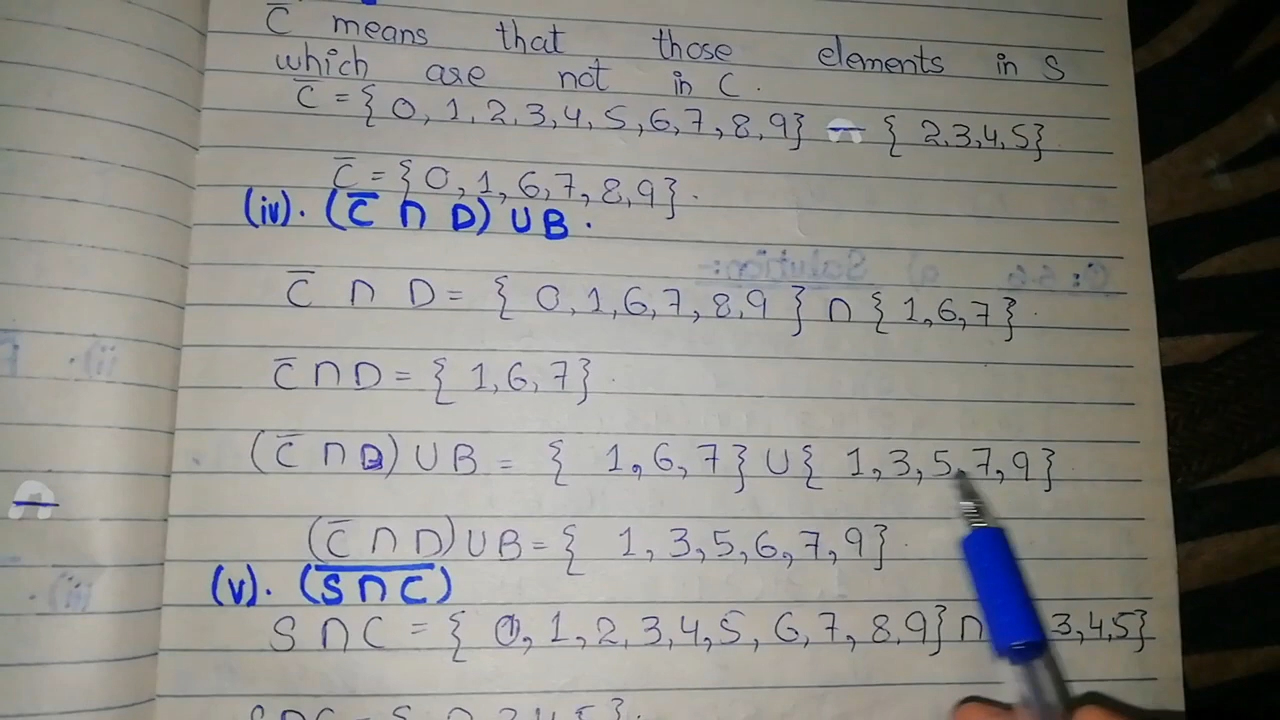 C̅ means that those elements in S
which are not in C.
C̅ = { 0, 1, 2, 3, 4, 5, 6, 7, 8, 9} - { 2,3,4,5}
C̅ = {0, 1, 6, 7, 8, 9}.
(iv). (C̅ ∩ D) ∪ B.
C̅ ∩ D = { 0, 1, 6, 7, 8, 9 } ∩ { 1, 6, 7}.
C̅ ∩ D = { 1, 6, 7}.
(C̅ ∩ D) ∪ B = { 1, 6, 7} ∪ { 1, 3, 5, 7, 9}
(C̅ ∩ D) ∪ B = { 1, 3, 5, 6, 7, 9}.
(v). (S̅ ̅∩̅ ̅C̅)
S ∩ C = { 0, 1, 2, 3, 4, 5, 6, 7, 8, 9} ∩ 3,4,5}